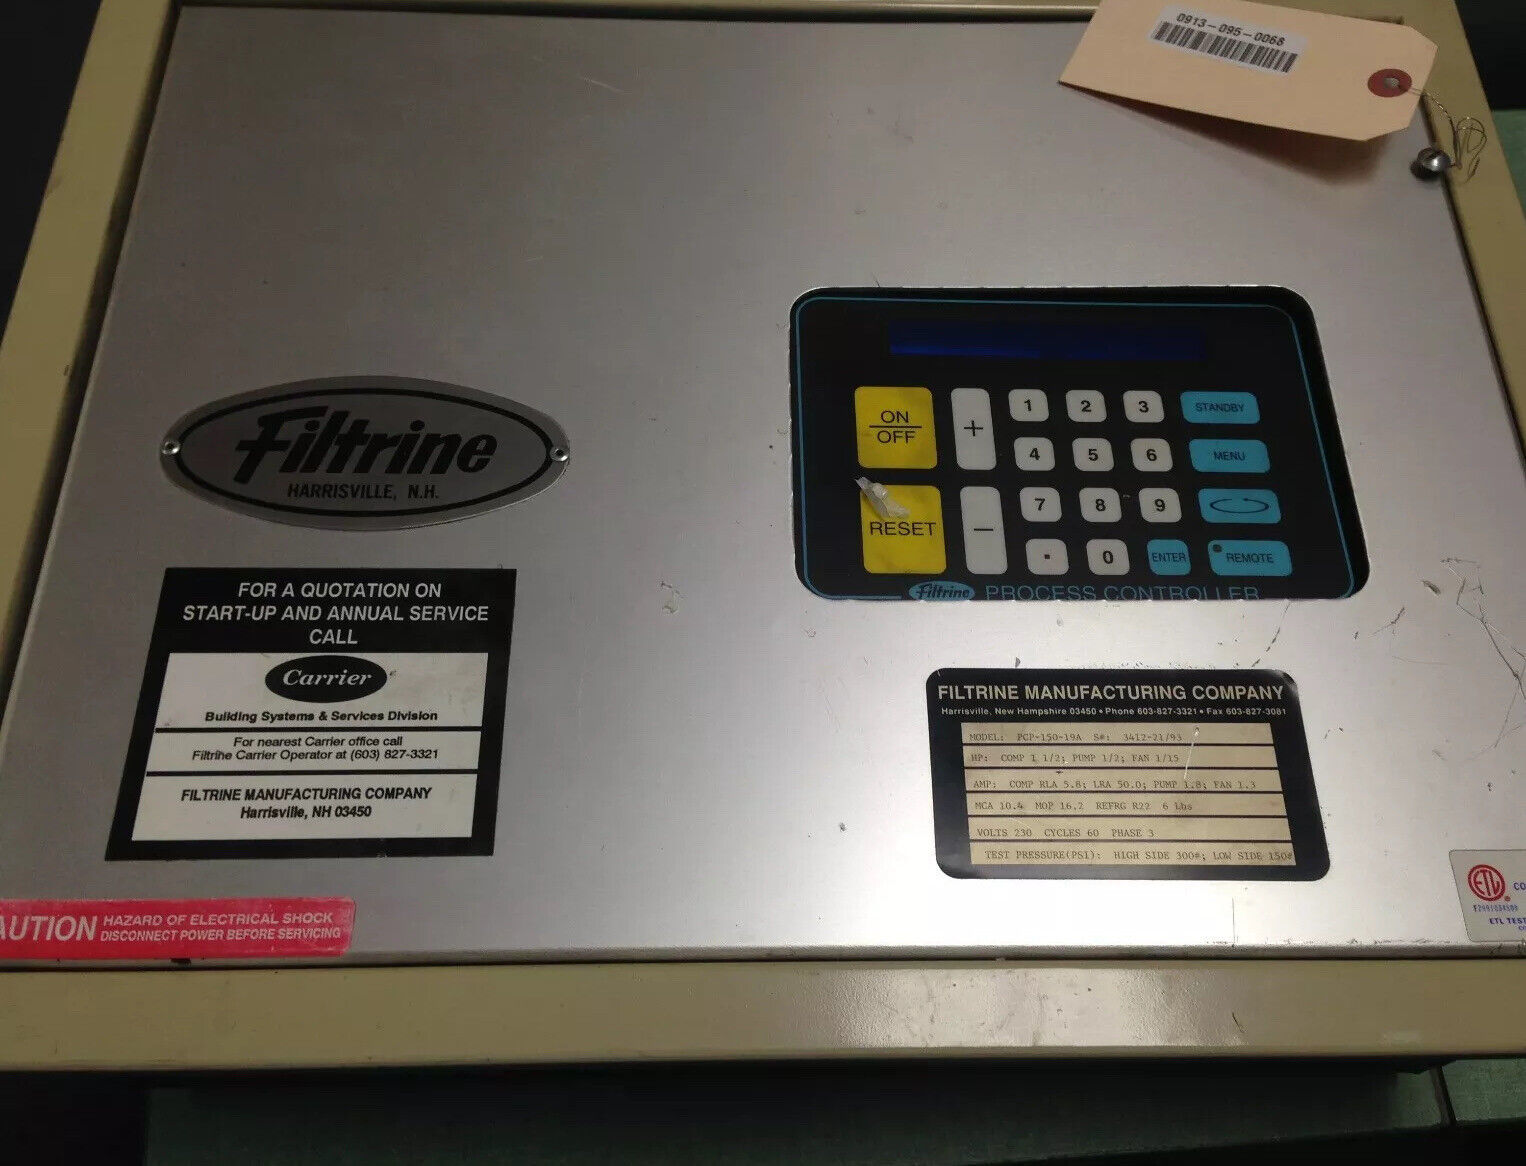 0913-095-0068
Filtrine
HARRISVILLE, N.H.
ON
OFF
+
1 2 3 STANDBY
4 5 6 MENU
RESET
−
7 8 9
. 0 ENTER REMOTE
Filtrine PROCESS CONTROLLER
FOR A QUOTATION ON
START-UP AND ANNUAL SERVICE
CALL
Carrier
Building Systems & Services Division
For nearest Carrier office call
Filtrine Carrier Operator at (603) 827-3321
FILTRINE MANUFACTURING COMPANY
Harrisville, NH 03450
FILTRINE MANUFACTURING COMPANY
Harrisville, New Hampshire 03450 • Phone 603-827-3321 • Fax 603-827-3081
MODEL: PCP-150-19A S#: 3412-21/93
HP: COMP 1 1/2; PUMP 1/2; FAN 1/15
AMP: COMP RLA 5.8; LRA 50.0; PUMP 1.8; FAN 1.3
MCA 10.4 MOP 16.2 REFRG R22 6 Lbs
VOLTS 230 CYCLES 60 PHASE 3
TEST PRESSURE(PSI): HIGH SIDE 300#; LOW SIDE 150#
AUTION HAZARD OF ELECTRICAL SHOCK
DISCONNECT POWER BEFORE SERVICING
ETL
CO
ETL TEST